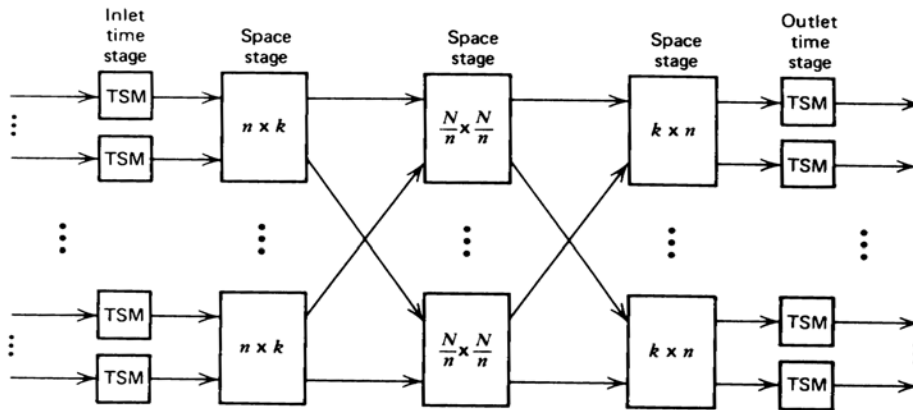 Inlet
time
stage
Space
stage
Space
stage
Space
stage
Outlet
time
stage
TSM
n x k
N/n x N/n
k x n
TSM
TSM
TSM
TSM
n x k
N/n x N/n
k x n
TSM
TSM
TSM